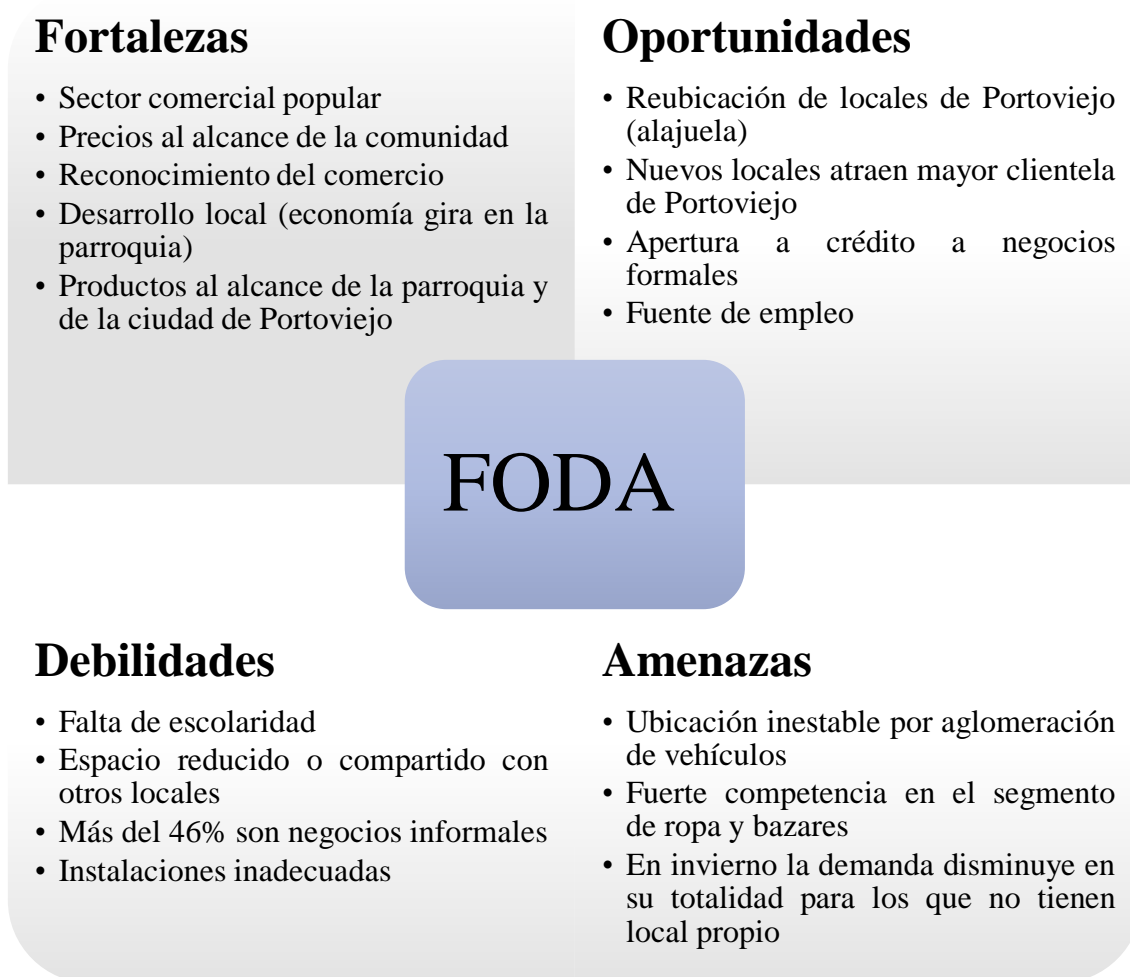 Fortalezas
• Sector comercial popular
• Precios al alcance de la comunidad
• Reconocimiento del comercio
• Desarrollo local (economía gira en la
parroquia)
• Productos al alcance de la parroquia y
de la ciudad de Portoviejo
Oportunidades
• Reubicación de locales de Portoviejo
(alajuela)
• Nuevos locales atraen mayor clientela
de Portoviejo
• Apertura a crédito a negocios
formales
• Fuente de empleo
FODA
Debilidades
• Falta de escolaridad
• Espacio reducido o compartido con
otros locales
• Más del 46% son negocios informales
• Instalaciones inadecuadas
Amenazas
• Ubicación inestable por aglomeración
de vehículos
• Fuerte competencia en el segmento
de ropa y bazares
• En invierno la demanda disminuye en
su totalidad para los que no tienen
local propio